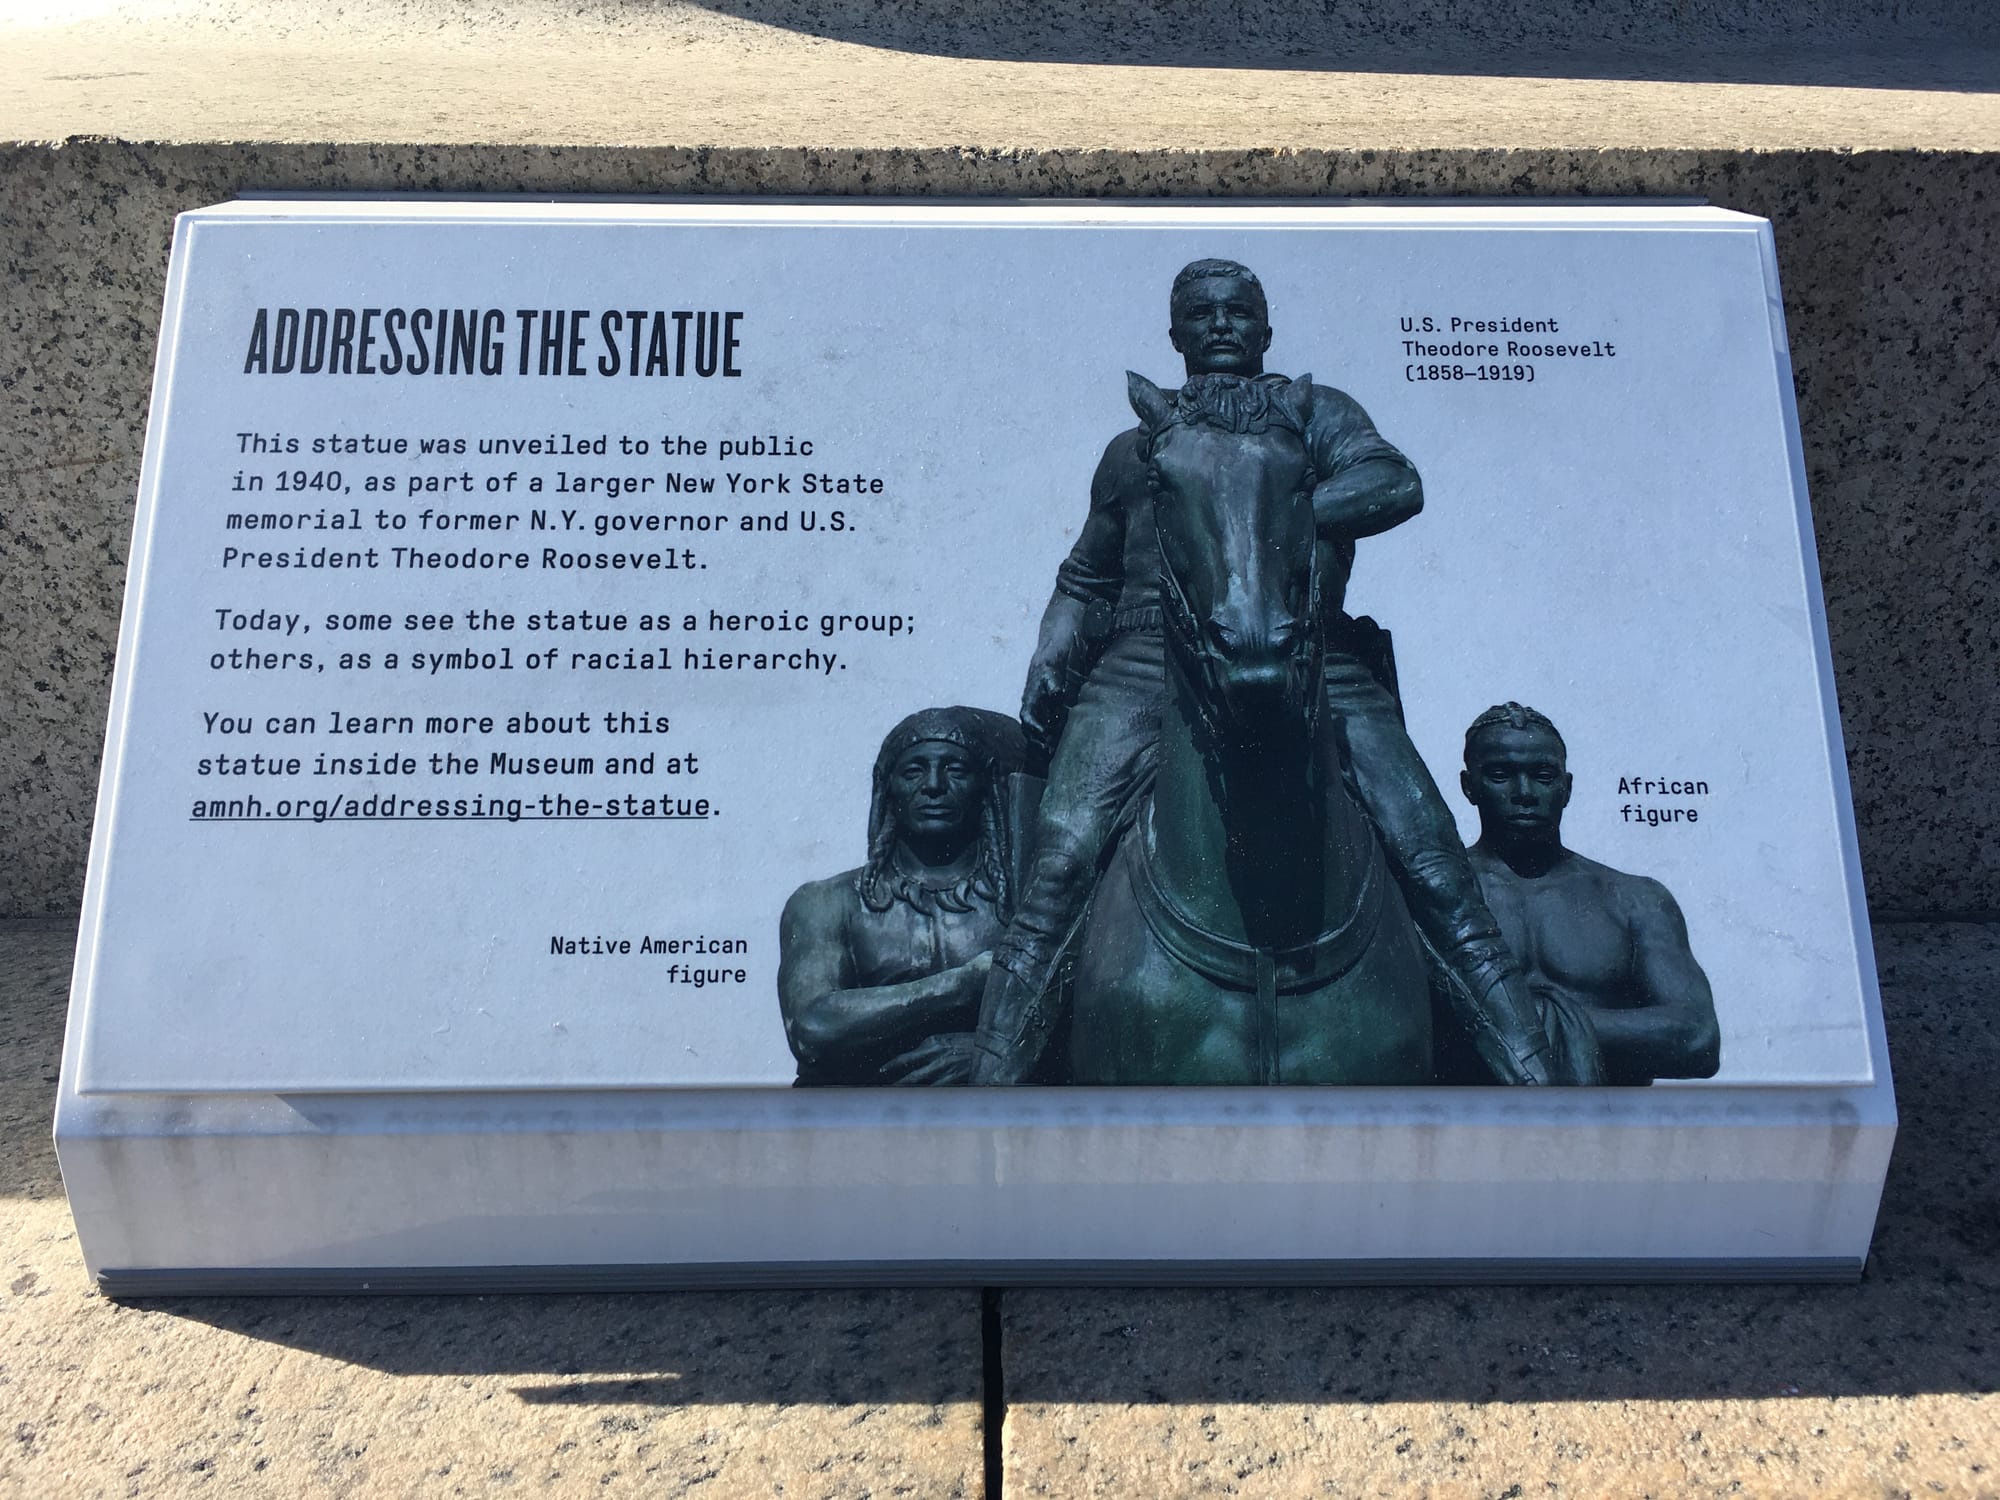 ADDRESSING THE STATUE
This statue was unveiled to the public
in 1940, as part of a larger New York State
memorial to former N.Y. governor and U.S.
President Theodore Roosevelt.
Today, some see the statue as a heroic group;
others, as a symbol of racial hierarchy.
You can learn more about this
statue inside the Museum and at
amnh.org/addressing-the-statue.
U.S. President
Theodore Roosevelt
(1858–1919)
African
figure
Native American
figure